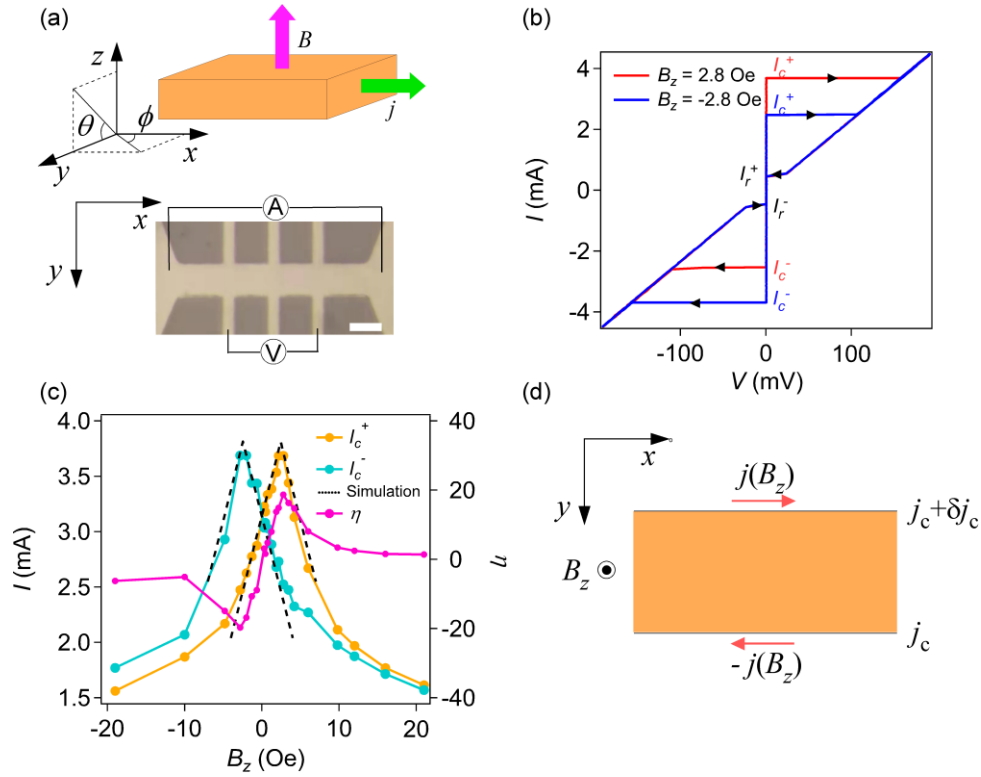 (a)
B
z
j
θ
ϕ
x
y
x
A
y
V
(b)
I (mA)
4
2
0
-2
-4
B_z = 2.8 Oe
B_z = -2.8 Oe
I_c^+
I_c^+
I_r^+
I_r^-
I_c^-
I_c^-
-100 0 100
V (mV)
(c)
I (mA)
4.0
3.5
3.0
2.5
2.0
1.5
I_c^+
I_c^-
Simulation
η
40
20
0
-20
-40
η
-20 -10 0 10 20
B_z (Oe)
(d)
x
y
j(B_z)
j_c+δj_c
B_z
j_c
-j(B_z)